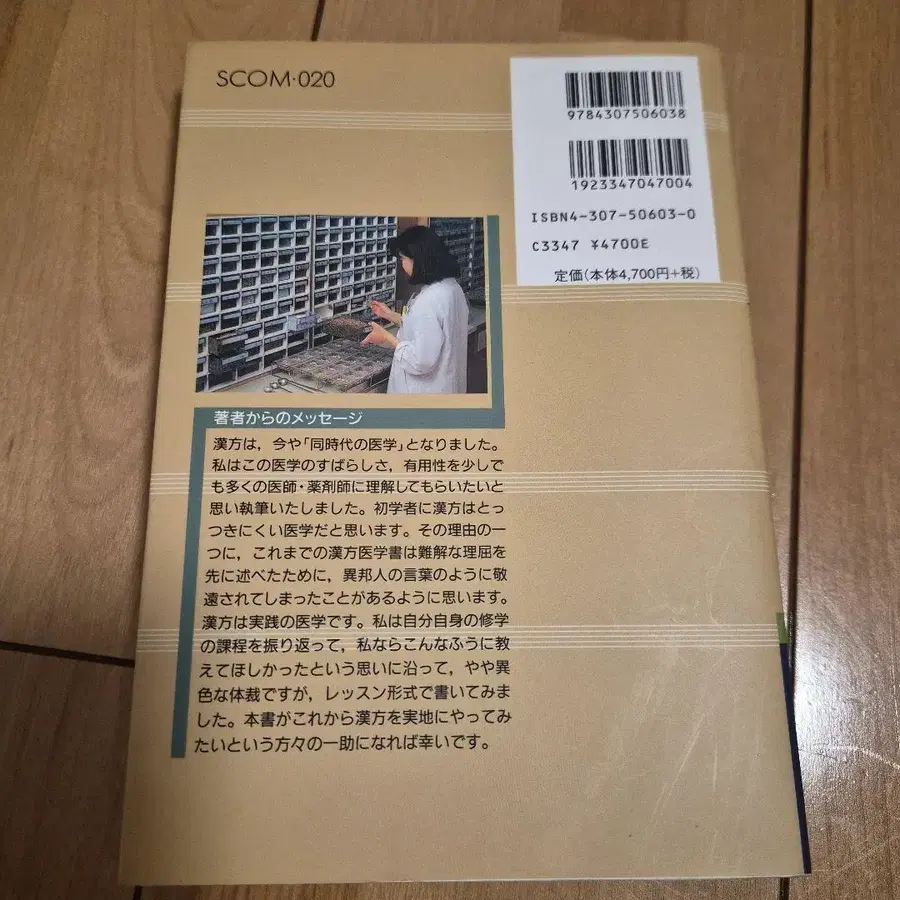 SCOM·020
9784307506038
1923347047004
ISBN4-307-50603-0
C3347 ¥4700E
定価(本体4,700円+税)
著者からのメッセージ
漢方は，今や「同時代の医学」となりました。
私はこの医学のすばらしさ，有用性を少しで
も多くの医師・薬剤師に理解してもらいたいと
思い執筆いたしました。初学者に漢方はとっ
つきにくい医学だと思います。その理由の一
つに，これまでの漢方医学書は難解な理屈を
先に述べたために，異邦人の言葉のように敬
遠されてしまったことがあるように思います。
漢方は実践の医学です。私は自分自身の修学
の課程を振り返って，私ならこんなふうに教
えてほしかったという思いに沿って，やや異
色な体裁ですが，レッスン形式で書いてみま
した。本書がこれから漢方を実地にやってみ
たいという方々の一助になれば幸いです。